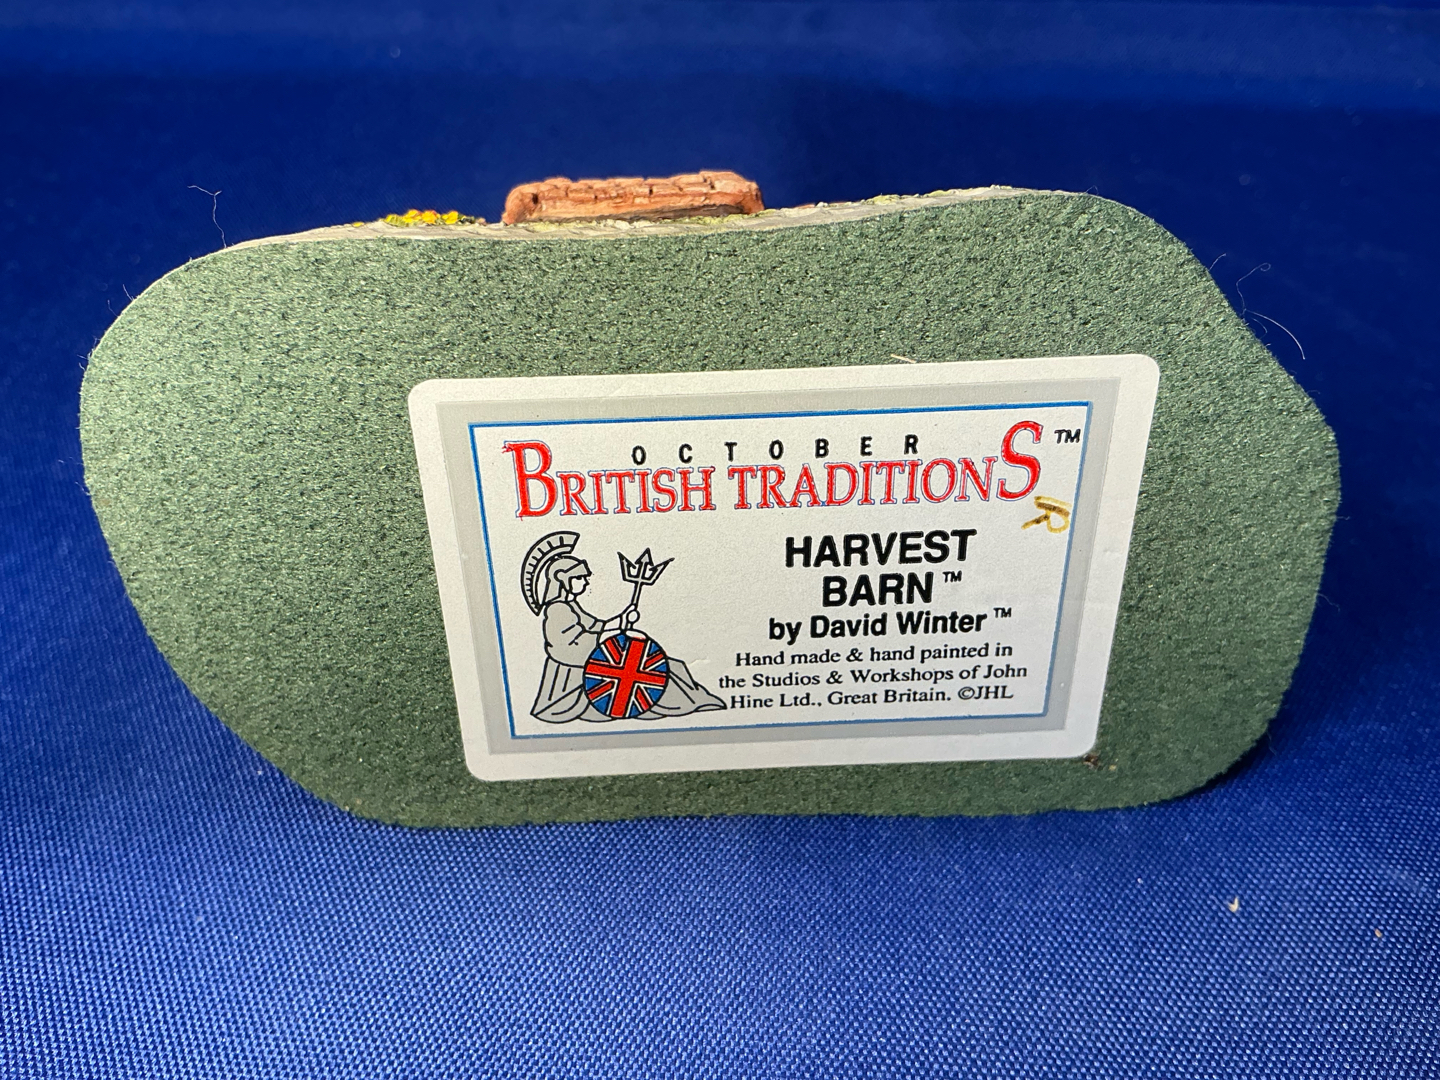 OCTOBER
BRITISH TRADITIONS™
HARVEST
BARN™
by David Winter™
Hand made & hand painted in
the Studios & Workshops of John
Hine Ltd., Great Britain. ©JHL